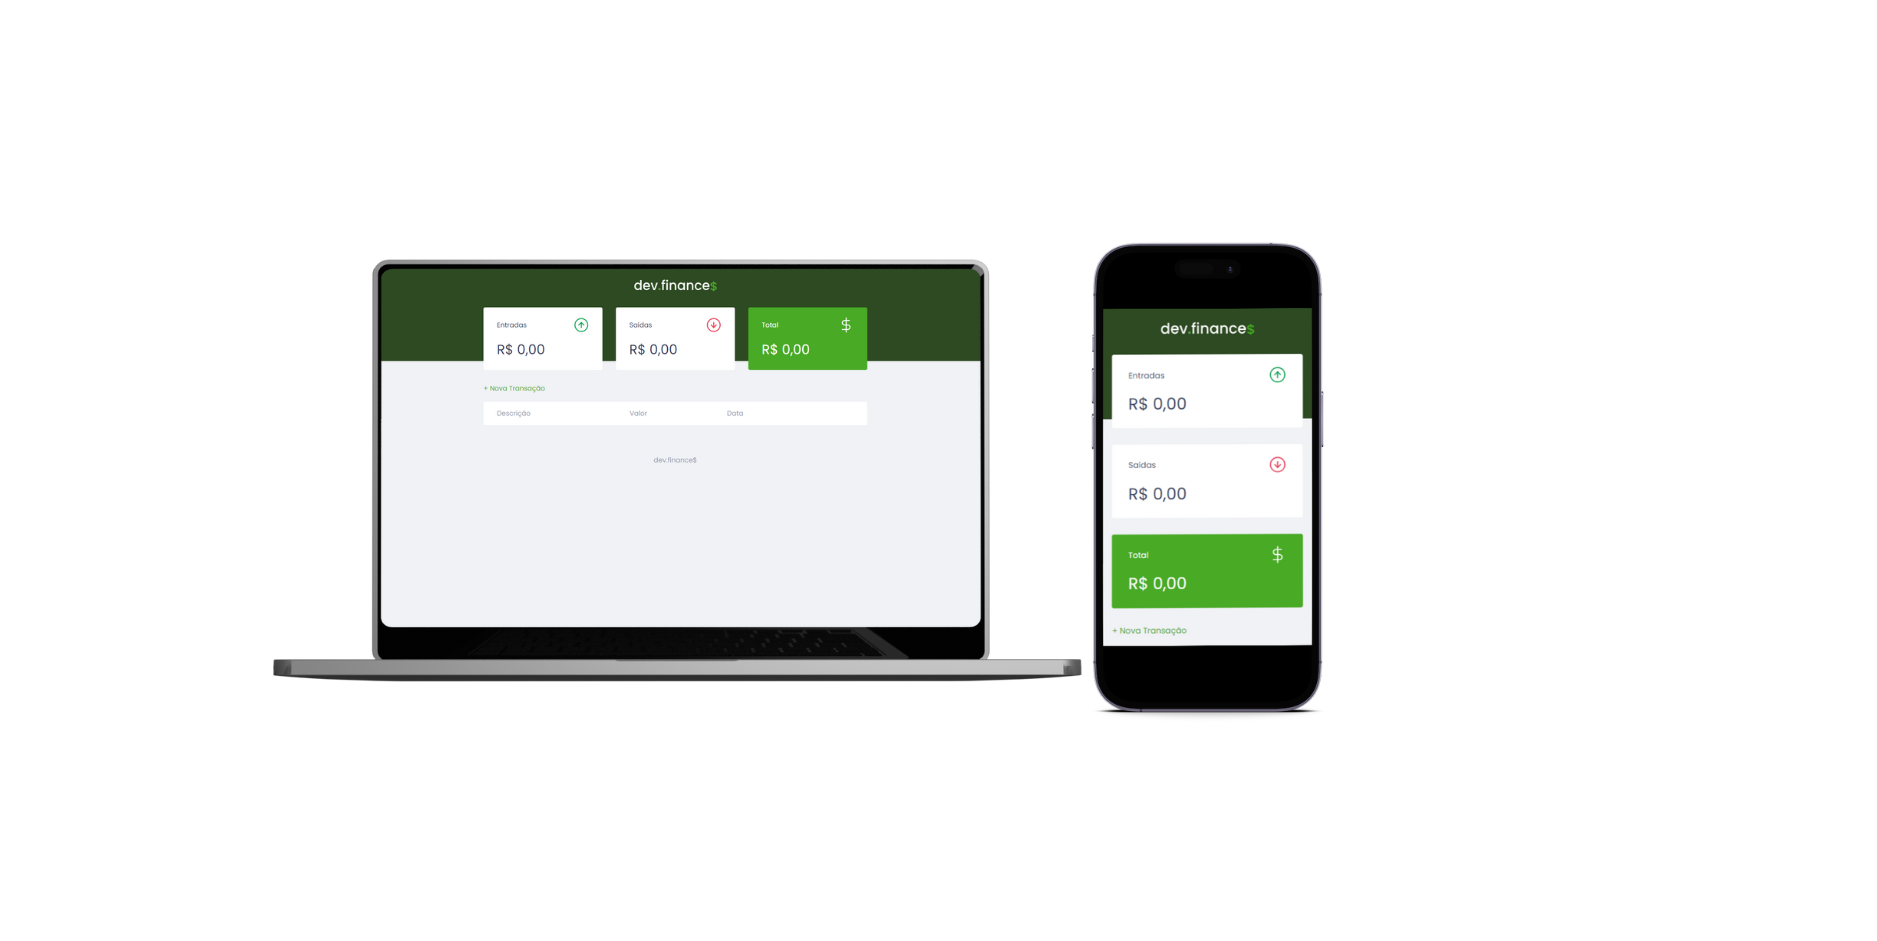 dev.finance$
Entradas
R$ 0,00
Saídas
R$ 0,00
Total
R$ 0,00
+ Nova Transação
Descrição Valor Data
dev.finance$
dev.finance$
Entradas
R$ 0,00
Saídas
R$ 0,00
Total
R$ 0,00
+ Nova Transação